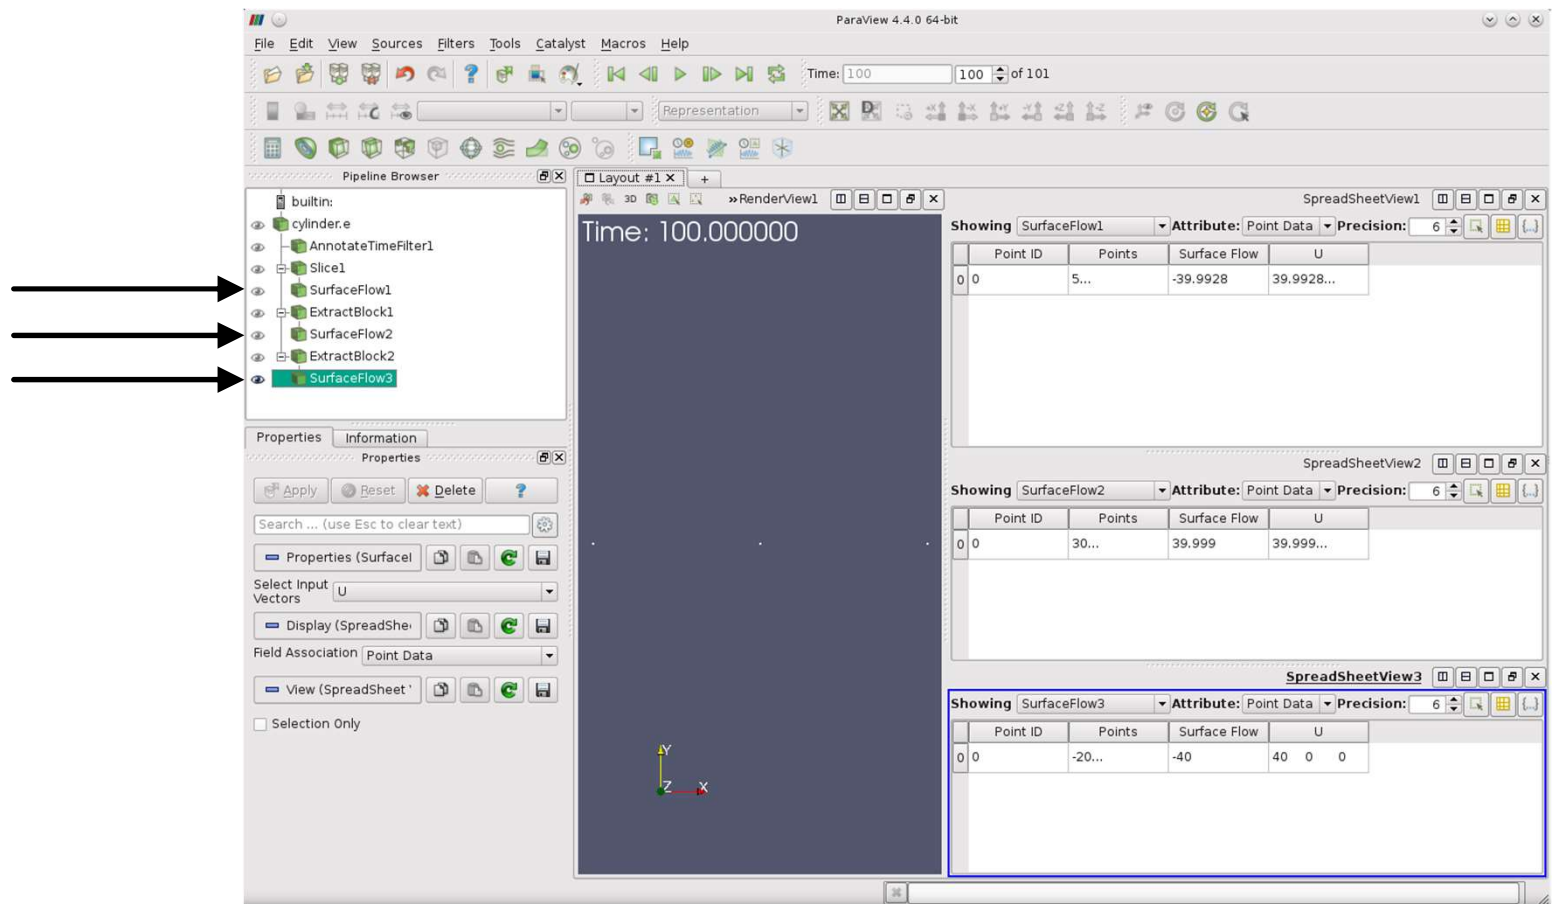 ParaView 4.4.0 64-bit
File Edit View Sources Filters Tools Catalyst Macros Help
Time: 100 100 of 101
Representation
Pipeline Browser
builtin:
cylinder.e
AnnotateTimeFilter1
Slice1
SurfaceFlow1
ExtractBlock1
SurfaceFlow2
ExtractBlock2
SurfaceFlow3
Properties Information
Properties
Apply Reset Delete ?
Search ... (use Esc to clear text)
Properties (Surfacel
Select Input
Vectors
U
Display (SpreadShe
Field Association Point Data
View (SpreadSheet '
Selection Only
Layout #1 +
3D »RenderView1
Time: 100.000000
Y
Z X
SpreadSheetView1
Showing SurfaceFlow1 Attribute: Point Data Precision: 6 {...}
Point ID Points Surface Flow U
0 0 5... -39.9928 39.9928...
SpreadSheetView2
Showing SurfaceFlow2 Attribute: Point Data Precision: 6 {...}
Point ID Points Surface Flow U
0 0 30... 39.999 39.999...
SpreadSheetView3
Showing SurfaceFlow3 Attribute: Point Data Precision: 6 {...}
Point ID Points Surface Flow U
0 0 -20... -40 40 0 0